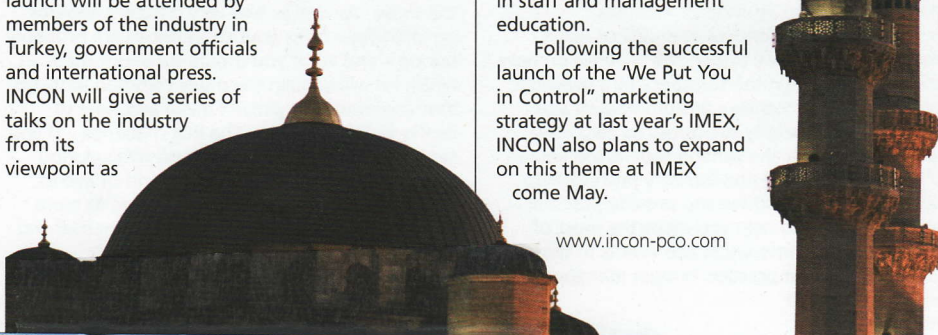 launch will be attended by
members of the industry in
Turkey, government officials
and international press.
INCON will give a series of
talks on the industry
from its
viewpoint as
in staff and management
education.
Following the successful
launch of the ‘We Put You
in Control” marketing
strategy at last year’s IMEX,
INCON also plans to expand
on this theme at IMEX
come May.
www.incon-pco.com